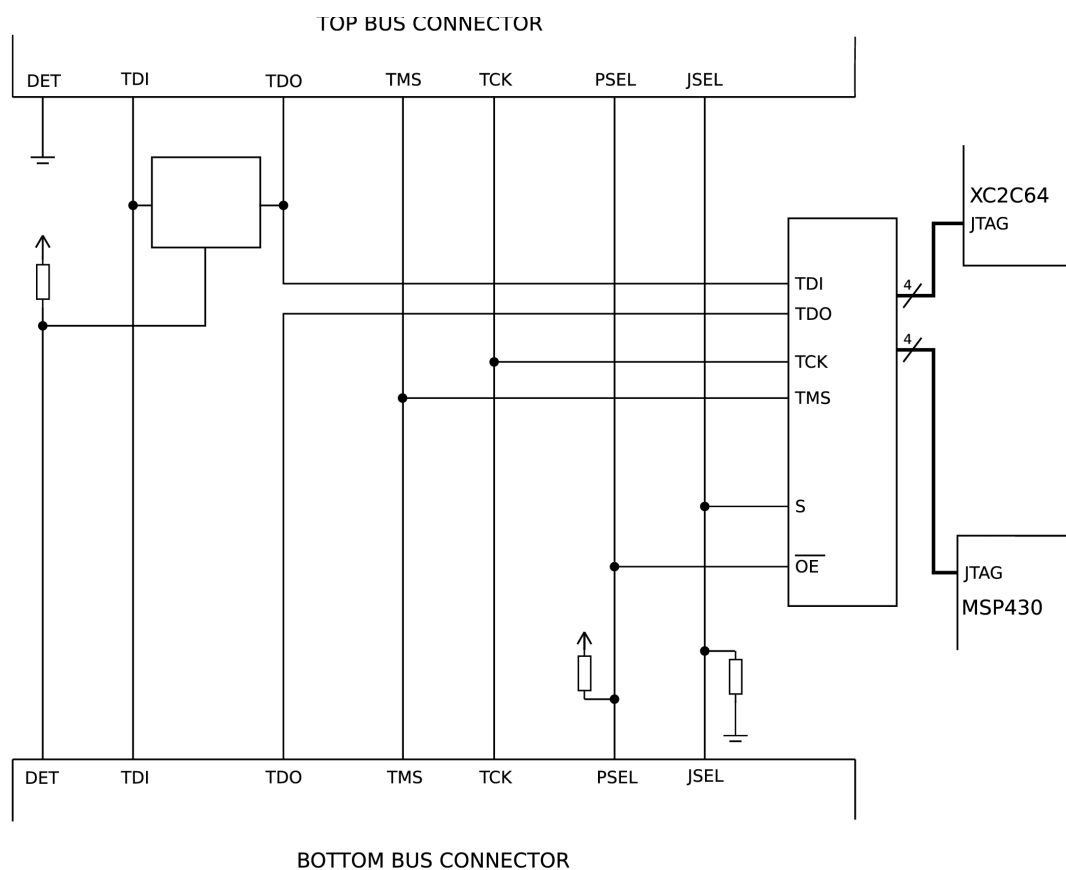 TOP BUS CONNECTOR
DET TDI TDO TMS TCK PSEL JSEL
XC2C64
JTAG
TDI
4
TDO
4
TCK
TMS
S
OE
JTAG
MSP430
DET TDI TDO TMS TCK PSEL JSEL
BOTTOM BUS CONNECTOR